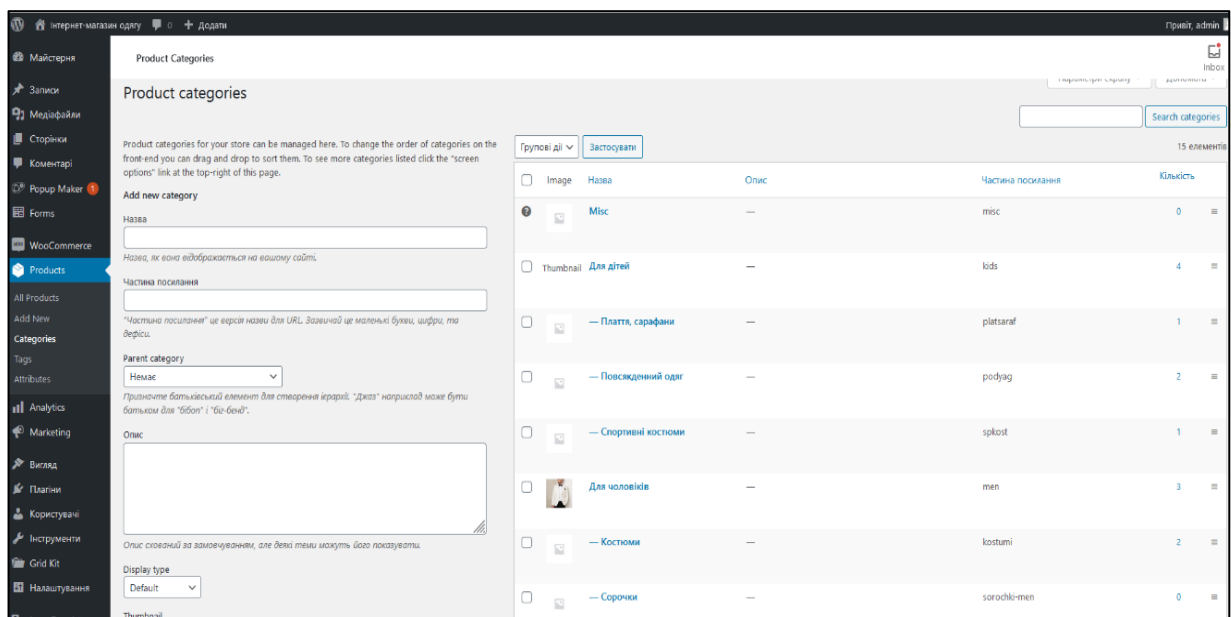 Інтернет-магазин одягу 0 + Додати Привіт, admin
Майстерня
Записи
Медіафайли
Сторінки
Коментарі
Popup Maker 1
Forms
WooCommerce
Products
All Products
Add New
Categories
Tags
Attributes
Analytics
Marketing
Вигляд
Плагіни
Користувачі
Інструменти
Grid Kit
Налаштування
Product Categories
Inbox
Параметри екрану Допомога
Product categories
Search categories
Product categories for your store can be managed here. To change the order of categories on the
front-end you can drag and drop to sort them. To see more categories listed click the "screen
options" link at the top-right of this page.
Add new category
Назва
Назва, як вона відображається на вашому сайті.
Частина посилання
"Частина посилання" це версія назви для URL. Зазвичай це маленькі букви, цифри, та
дефіси.
Parent category
Немає
Призначте батьківський елемент для створення ієрархії. "Джаз" наприклад може бути
батьком для "бібоп" і "біг-бенд".
Опис
Опис схований за замовчуванням, але деякі теми можуть його показувати.
Display type
Default
Thumbnail
Групові дії Застосувати 15 елементів
Image Назва Опис Частина посилання Кількість
Misc — misc 0
Thumbnail Для дітей — kids 4
— Плаття, сарафани — platsaraf 1
— Повсякденний одяг — podyag 2
— Спортивні костюми — spkost 1
Для чоловіків — men 3
— Костюми — kostumi 2
— Сорочки — sorochki-men 0